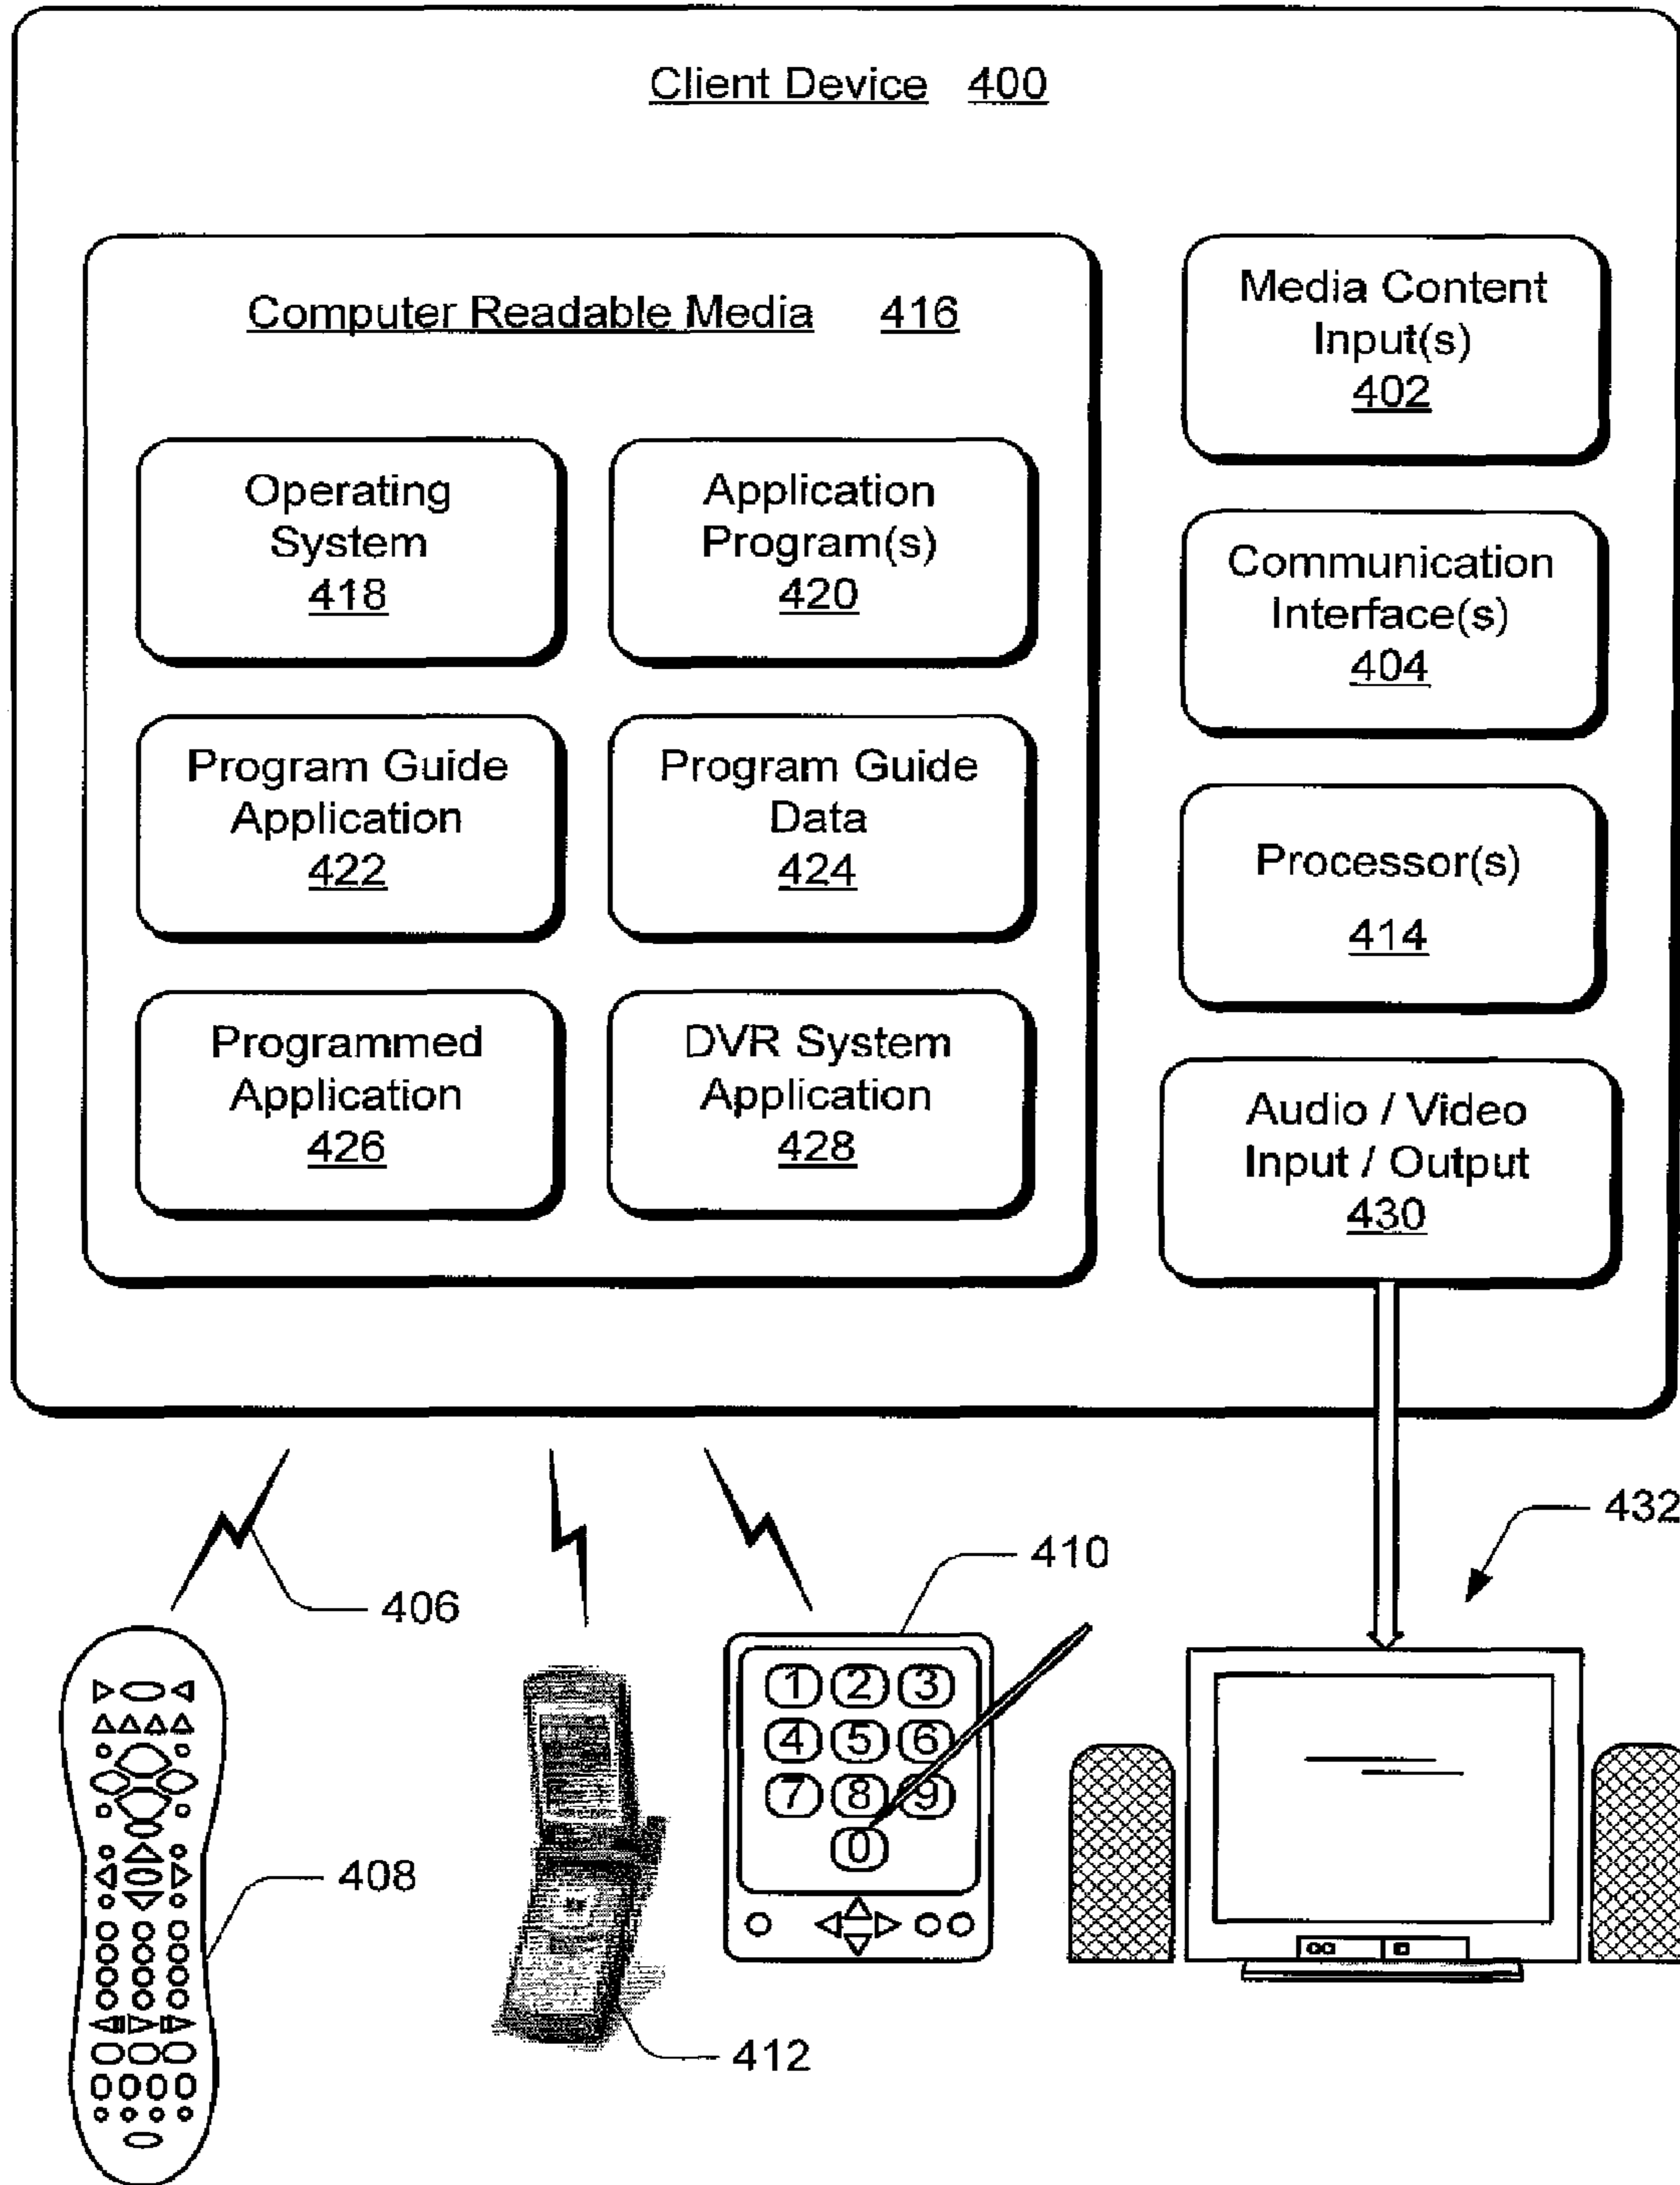 Client Device 400
Computer Readable Media 416
Operating
System
418
Application
Program(s)
420
Program Guide
Application
422
Program Guide
Data
424
Programmed
Application
426
DVR System
Application
428
Media Content
Input(s)
402
Communication
Interface(s)
404
Processor(s)
414
Audio / Video
Input / Output
430
432
410
406
1 2 3
4 5 6
7 8 9
0
408
412